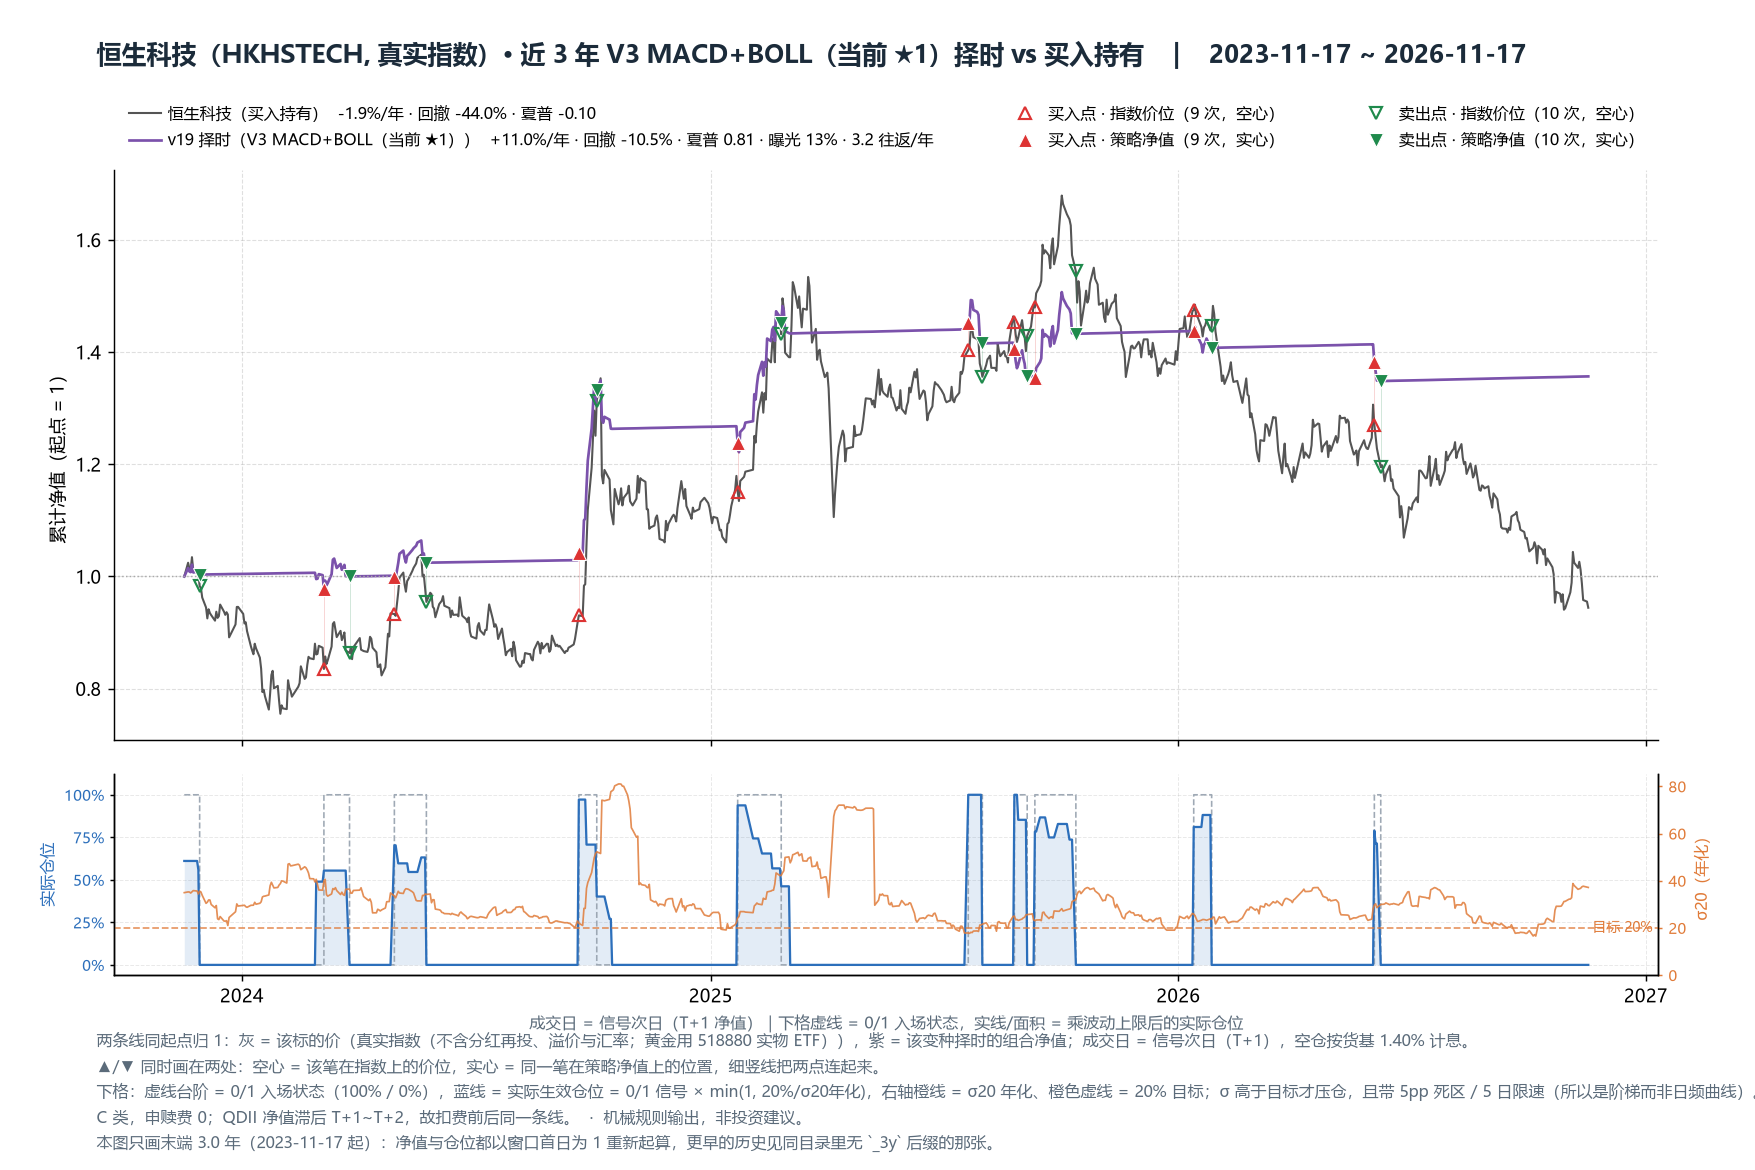 恒生科技（HKHSTECH, 真实指数）· 近 3 年 V3 MACD+BOLL（当前 ★1）择时 vs 买入持有 | 2023-11-17 ~ 2026-11-17
恒生科技（买入持有） -1.9%/年 · 回撤 -44.0% · 夏普 -0.10
v19 择时（V3 MACD+BOLL（当前 ★1）） +11.0%/年 · 回撤 -10.5% · 夏普 0.81 · 曝光 13% · 3.2 往返/年
买入点 · 指数价位（9 次，空心）
买入点 · 策略净值（9 次，实心）
卖出点 · 指数价位（10 次，空心）
卖出点 · 策略净值（10 次，实心）
累计净值（起点 = 1）
1.6
1.4
1.2
1.0
0.8
实际仓位
100%
75%
50%
25%
0%
80
60
40
20
0
σ20（年化）
目标 20%
2024
2025
2026
2027
成交日 = 信号次日（T+1 净值）｜下格虚线 = 0/1 入场状态，实线/面积 = 乘波动上限后的实际仓位
两条线同起点归 1：灰 = 该标的价（真实指数（不含分红再投、溢价与汇率；黄金用 518880 实物 ETF）），紫 = 该变种择时的组合净值；成交日 = 信号次日（T+1），空仓按货基 1.40% 计息。
▲/▼ 同时画在两处：空心 = 该笔在指数上的价位，实心 = 同一笔在策略净值上的位置，细竖线把两点连起来。
下格：虚线台阶 = 0/1 入场状态（100% / 0%），蓝线 = 实际生效仓位 = 0/1 信号 × min(1, 20%/σ20年化)，右轴橙线 = σ20 年化、橙色虚线 = 20% 目标；σ 高于目标才压仓，且带 5pp 死区 / 5 日限速（所以是阶梯而非日频曲线），
C 类，申赎费 0；QDII 净值滞后 T+1~T+2，故扣费前后同一条线。 · 机械规则输出，非投资建议。
本图只画末端 3.0 年（2023-11-17 起）：净值与仓位都以窗口首日为 1 重新起算，更早的历史见同目录里无 `_3y` 后缀的那张。